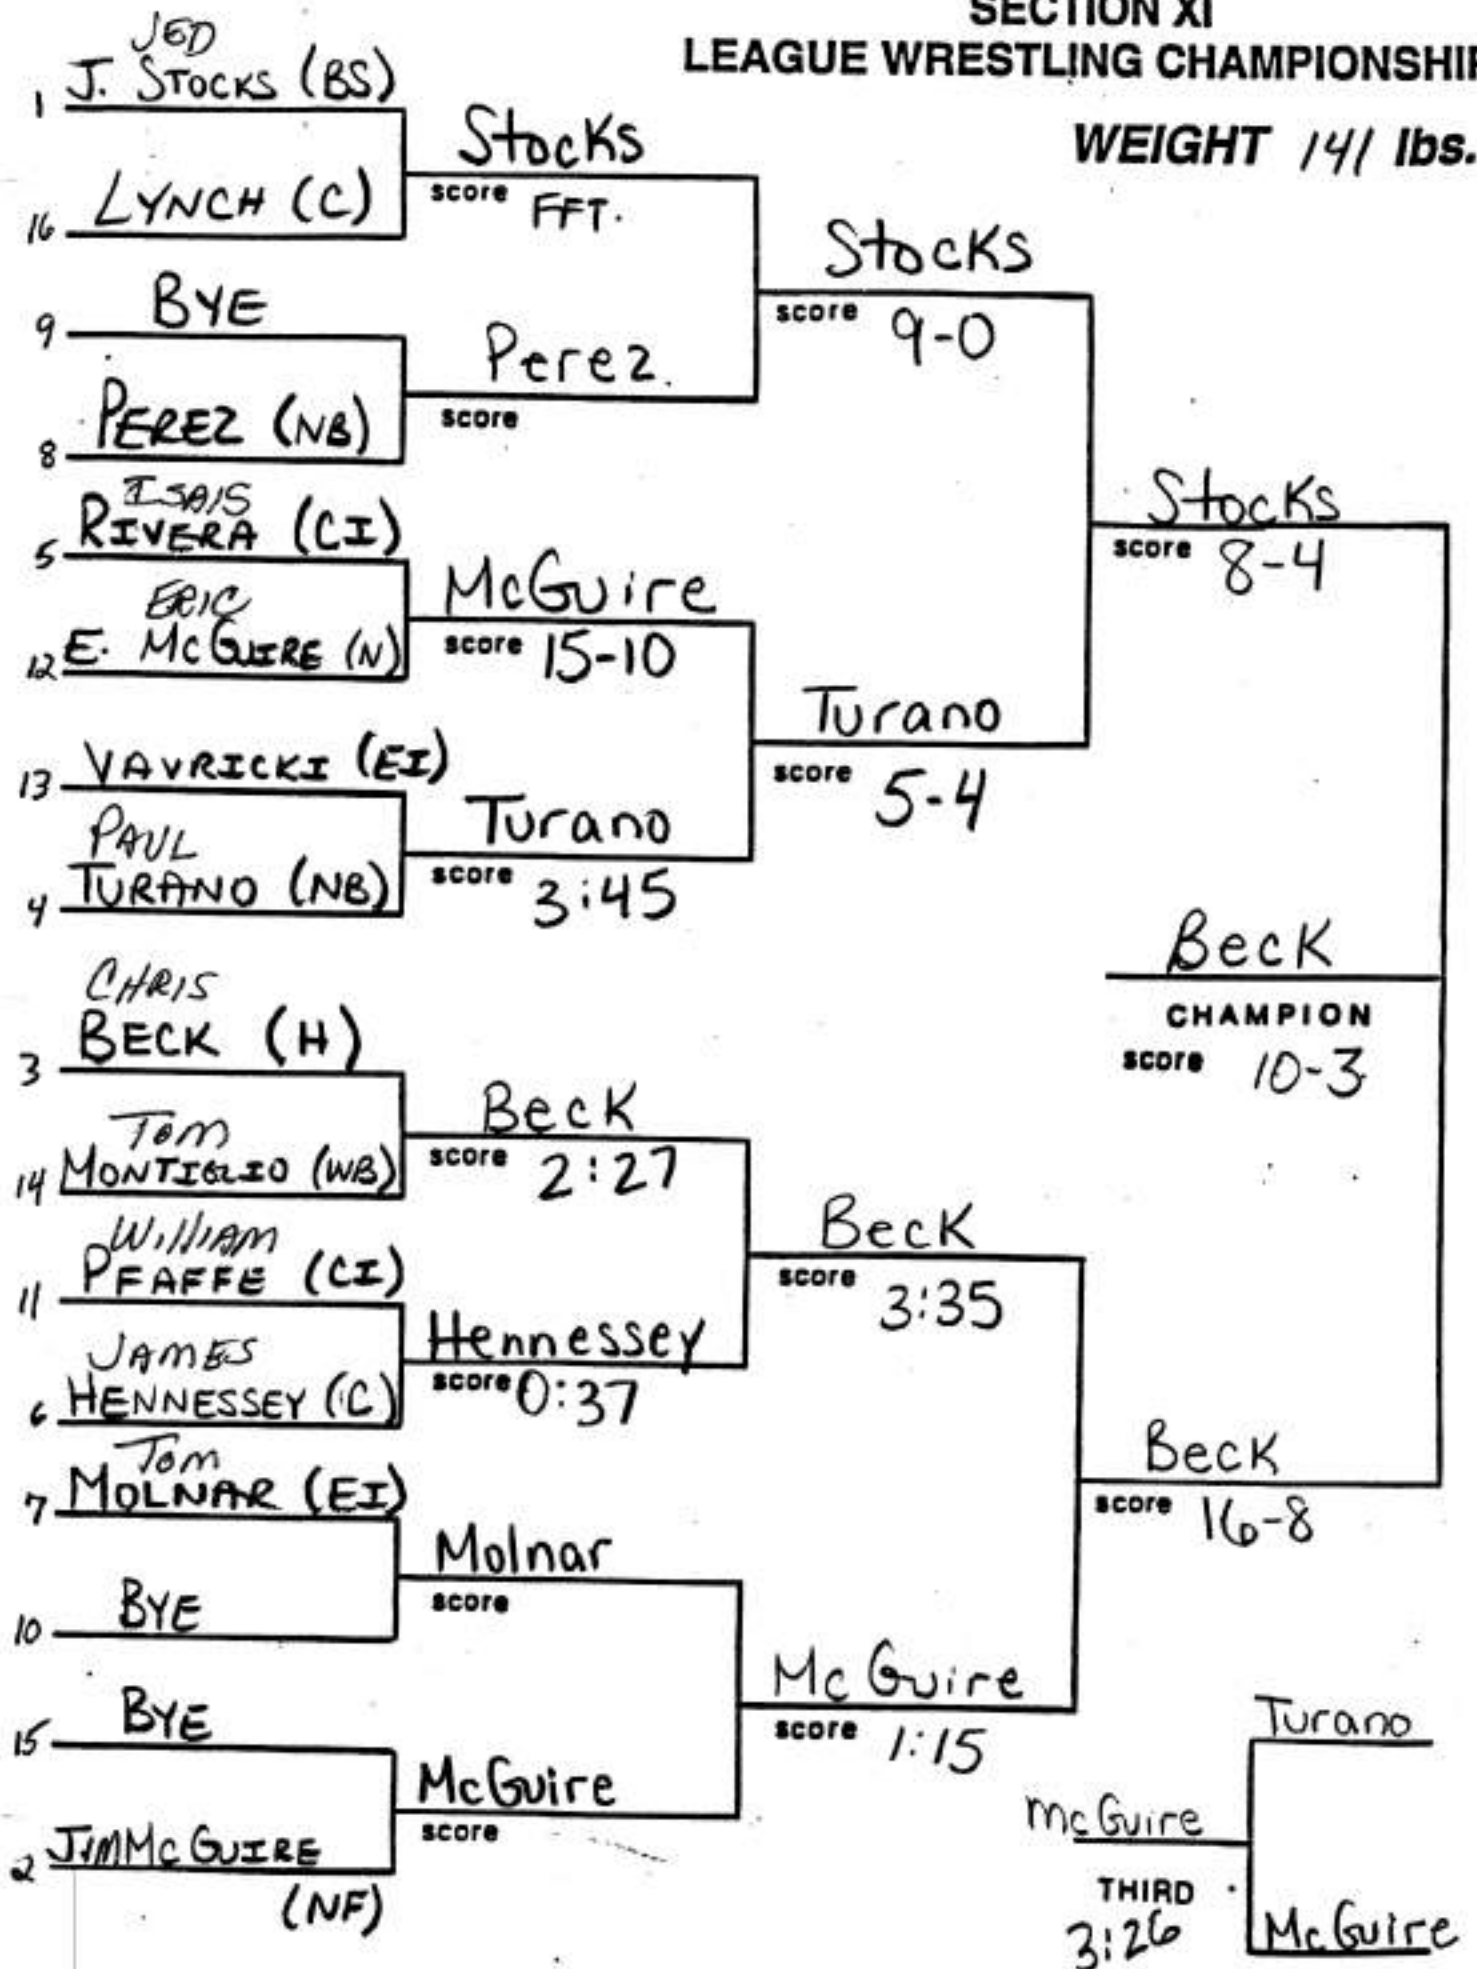 SECTION XI
LEAGUE WRESTLING CHAMPIONSHIP
WEIGHT 141 lbs.
JED
1 J. STOCKS (BS)
Stocks
score FFT.
16 LYNCH (C)
Stocks
score 9-0
9 BYE
Perez
score
8 PEREZ (NB)
Stocks
score 8-4
ISAIS
5 RIVERA (CI)
McGuire
score 15-10
ERIC
12 E. McGUIRE (N)
Turano
score 5-4
13 VAVRICKI (EI)
Turano
score 3:45
PAUL
4 TURANO (NB)
Beck
CHAMPION
score 10-3
CHRIS
3 BECK (H)
Beck
score 2:27
TOM
14 MONTIGLIO (WB)
Beck
score 3:35
WILLIAM
11 PFAFFE (CI)
Hennessey
score 0:37
JAMES
6 HENNESSEY (C)
Beck
score 16-8
Tom
7 MOLNAR (EI)
Molnar
score
10 BYE
McGuire
score 1:15
15 BYE
McGuire
score
2 JIM McGUIRE
(NF)
Turano
McGuire
THIRD
3:26
McGuire